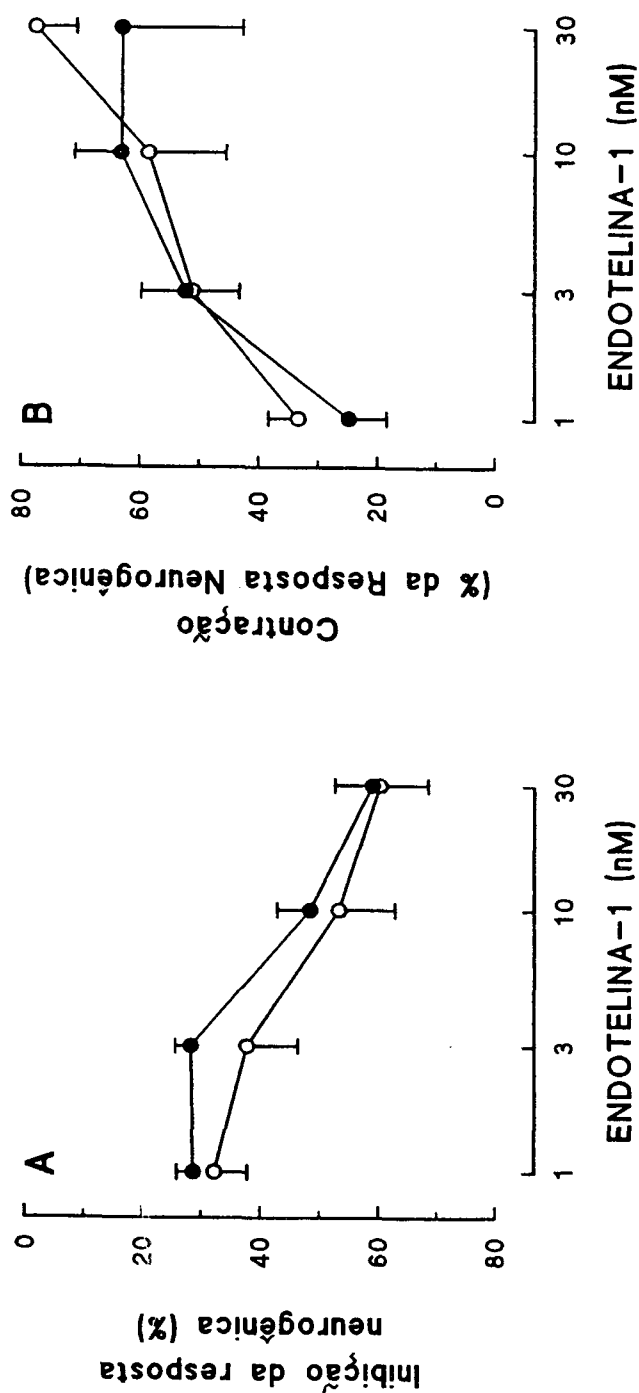 A
Inibição da resposta
neurogênica (%)
0
20
40
60
80
1
3
10
30
ENDOTELINA-1 (nM)
B
Contração
(% da Resposta Neurogênica)
80
60
40
20
0
1
3
10
30
ENDOTELINA-1 (nM)